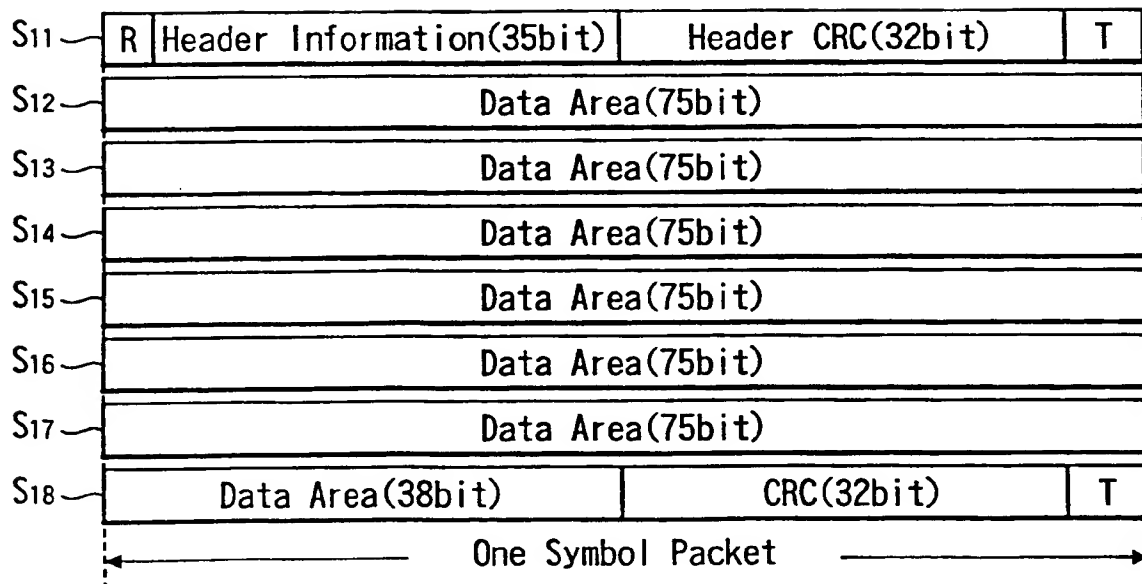 S11 R Header Information(35bit) Header CRC(32bit) T
S12 Data Area(75bit)
S13 Data Area(75bit)
S14 Data Area(75bit)
S15 Data Area(75bit)
S16 Data Area(75bit)
S17 Data Area(75bit)
S18 Data Area(38bit) CRC(32bit) T
One Symbol Packet